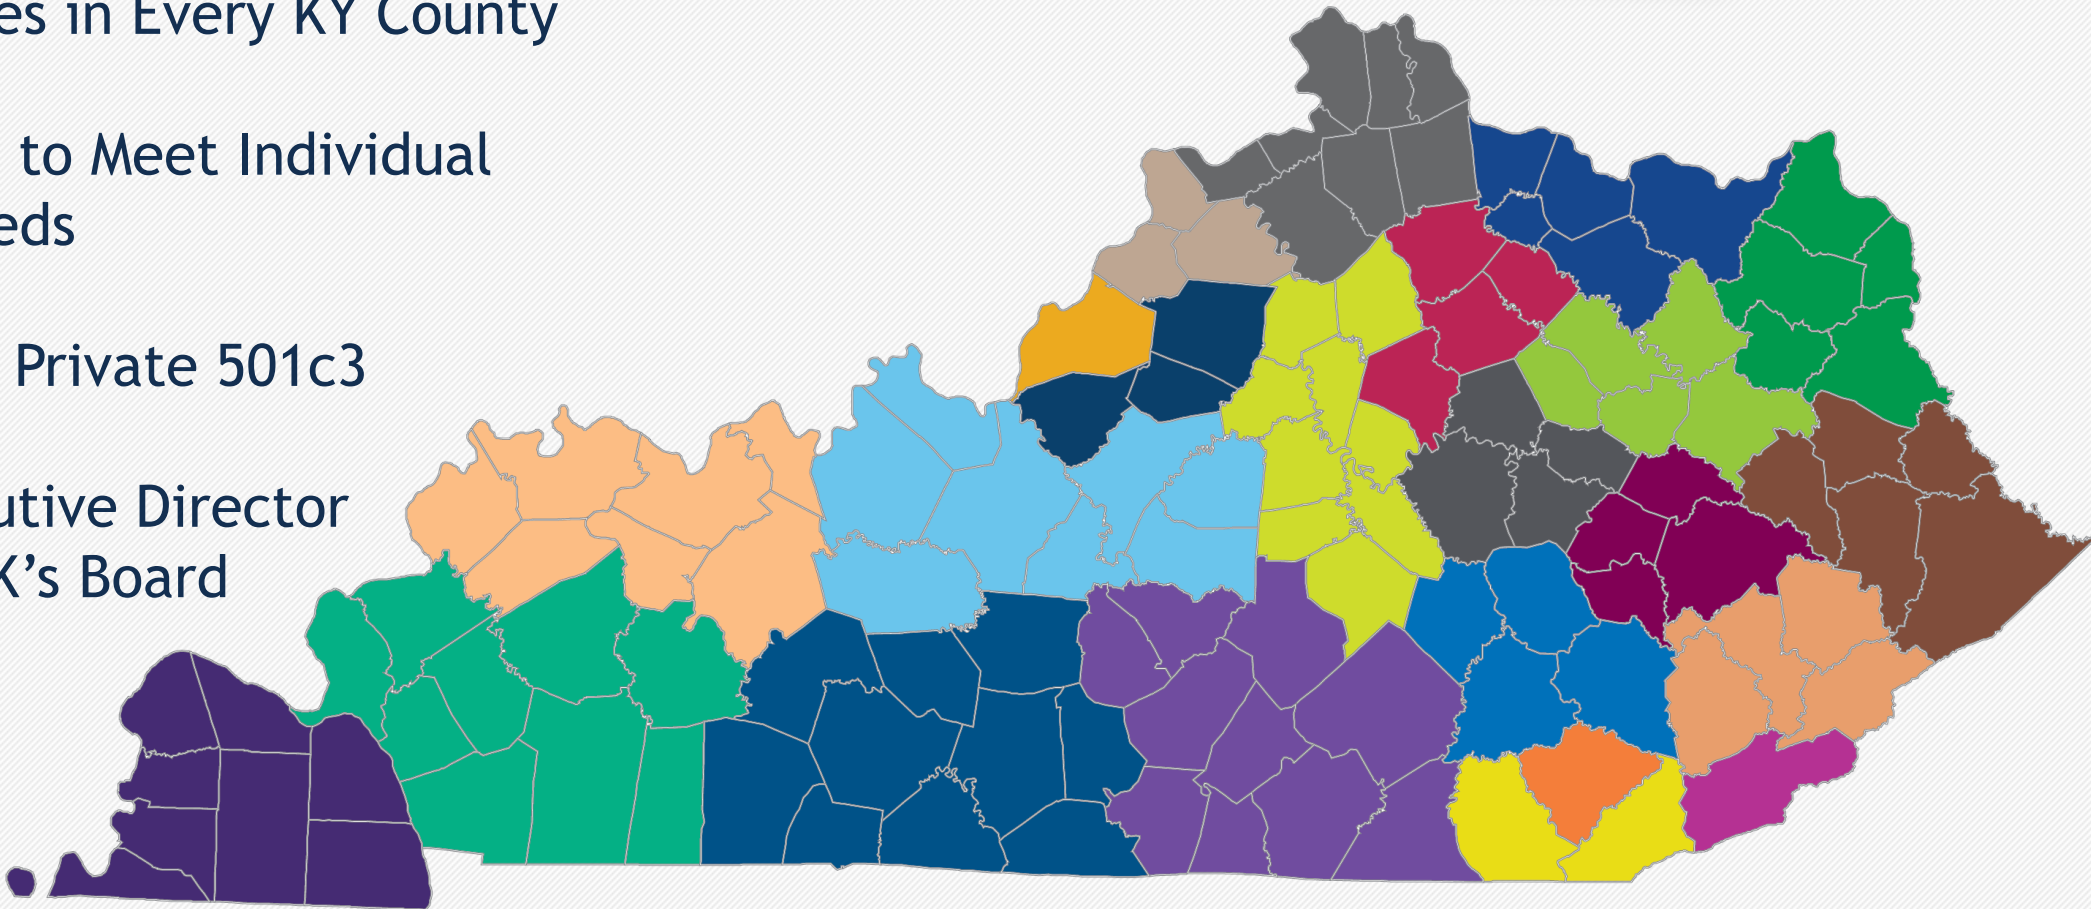 es in Every KY County
to Meet Individual
eds
Private 501c3
utive Director
X’s Board